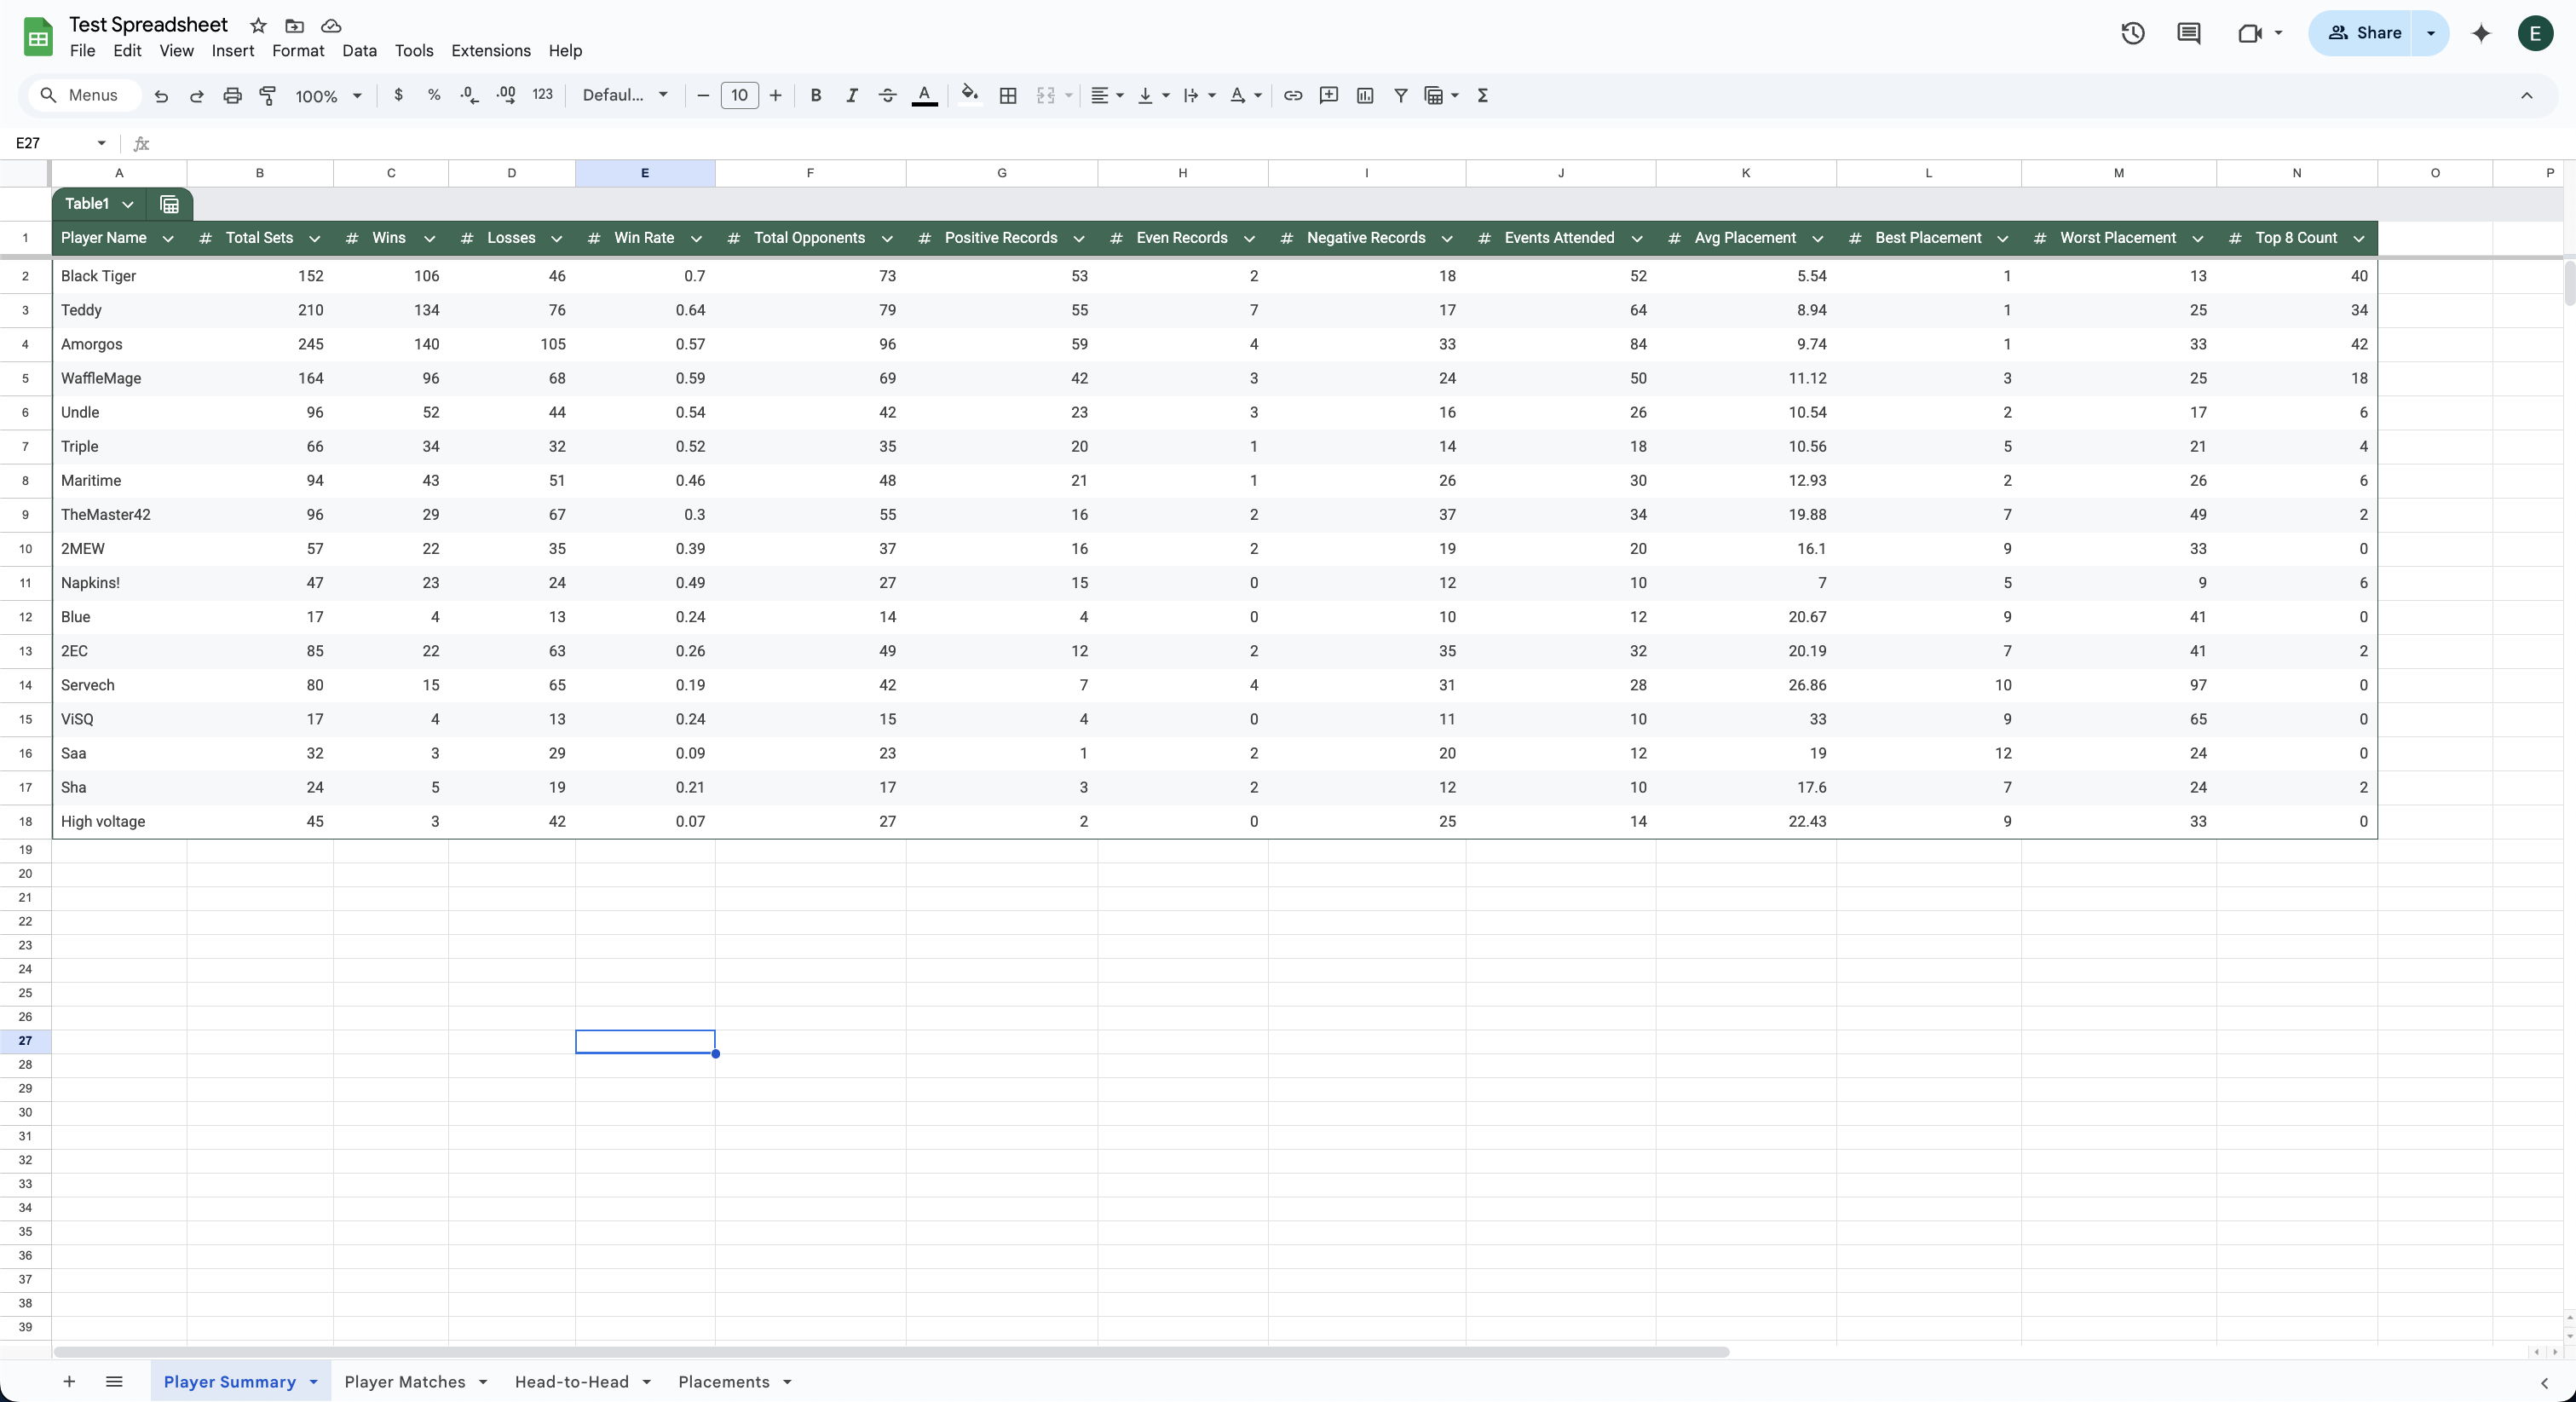 Test Spreadsheet
File Edit View Insert Format Data Tools Extensions Help
Share
E
Menus 100% $ % .0 .00 123 Defaul... 10 B I A
E27 fx
A B C D E F G H I J K L M N O P
Table1
1 Player Name # Total Sets # Wins # Losses # Win Rate # Total Opponents # Positive Records # Even Records # Negative Records # Events Attended # Avg Placement # Best Placement # Worst Placement # Top 8 Count
2 Black Tiger 152 106 46 0.7 73 53 2 18 52 5.54 1 13 40
3 Teddy 210 134 76 0.64 79 55 7 17 64 8.94 1 25 34
4 Amorgos 245 140 105 0.57 96 59 4 33 84 9.74 1 33 42
5 WaffleMage 164 96 68 0.59 69 42 3 24 50 11.12 3 25 18
6 Undle 96 52 44 0.54 42 23 3 16 26 10.54 2 17 6
7 Triple 66 34 32 0.52 35 20 1 14 18 10.56 5 21 4
8 Maritime 94 43 51 0.46 48 21 1 26 30 12.93 2 26 6
9 TheMaster42 96 29 67 0.3 55 16 2 37 34 19.88 7 49 2
10 2MEW 57 22 35 0.39 37 16 2 19 20 16.1 9 33 0
11 Napkins! 47 23 24 0.49 27 15 0 12 10 7 5 9 6
12 Blue 17 4 13 0.24 14 4 0 10 12 20.67 9 41 0
13 2EC 85 22 63 0.26 49 12 2 35 32 20.19 7 41 2
14 Servech 80 15 65 0.19 42 7 4 31 28 26.86 10 97 0
15 ViSQ 17 4 13 0.24 15 4 0 11 10 33 9 65 0
16 Saa 32 3 29 0.09 23 1 2 20 12 19 12 24 0
17 Sha 24 5 19 0.21 17 3 2 12 10 17.6 7 24 2
18 High voltage 45 3 42 0.07 27 2 0 25 14 22.43 9 33 0
19
20
21
22
23
24
25
26
27
28
29
30
31
32
33
34
35
36
37
38
39
Player Summary Player Matches Head-to-Head Placements